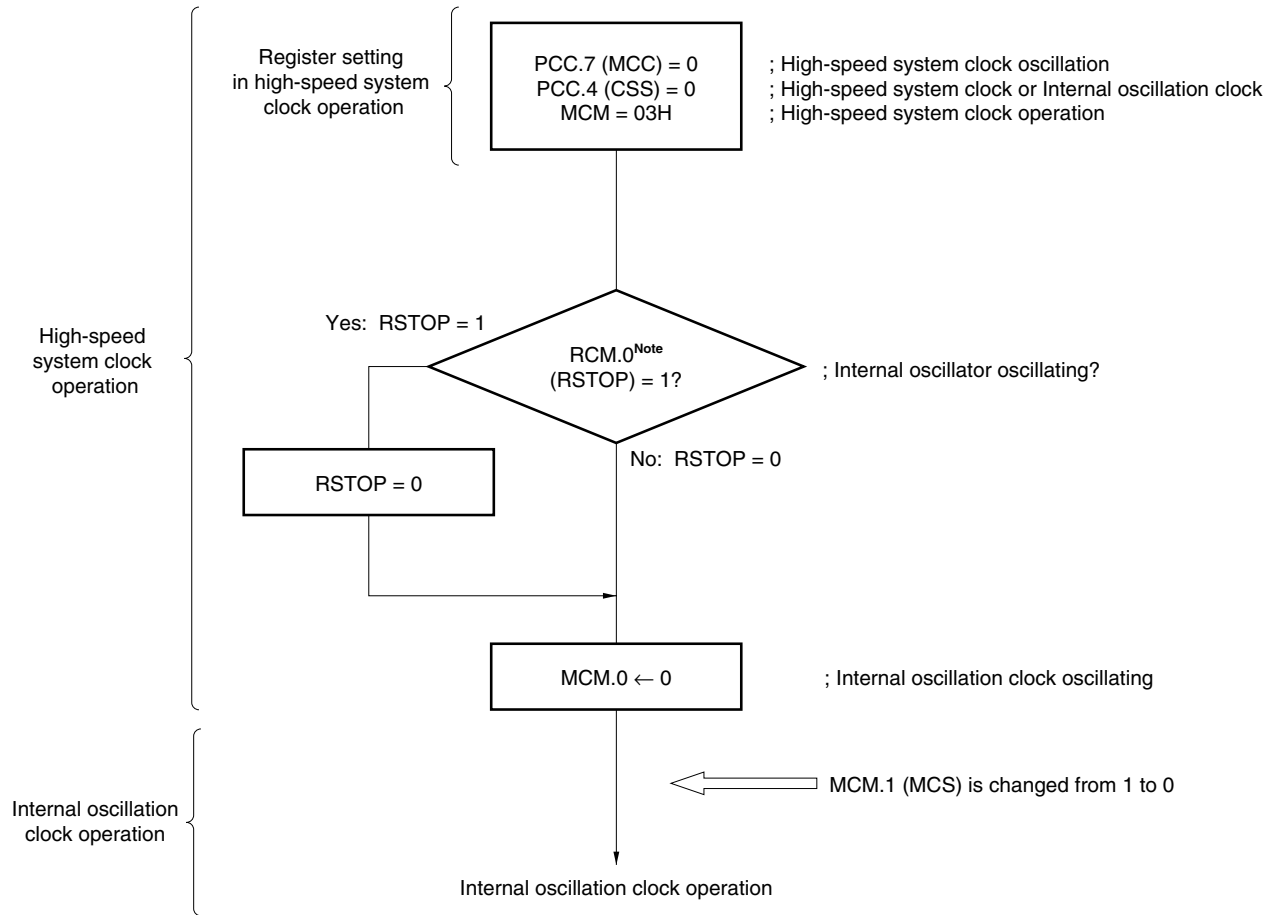 Register setting
in high-speed system
clock operation
PCC.7 (MCC) = 0
PCC.4 (CSS) = 0
MCM = 03H
; High-speed system clock oscillation
; High-speed system clock or Internal oscillation clock
; High-speed system clock operation
High-speed
system clock
operation
Yes: RSTOP = 1
RCM.0Note
(RSTOP) = 1?
; Internal oscillator oscillating?
No: RSTOP = 0
RSTOP = 0
MCM.0 ← 0
; Internal oscillation clock oscillating
MCM.1 (MCS) is changed from 1 to 0
Internal oscillation
clock operation
Internal oscillation clock operation